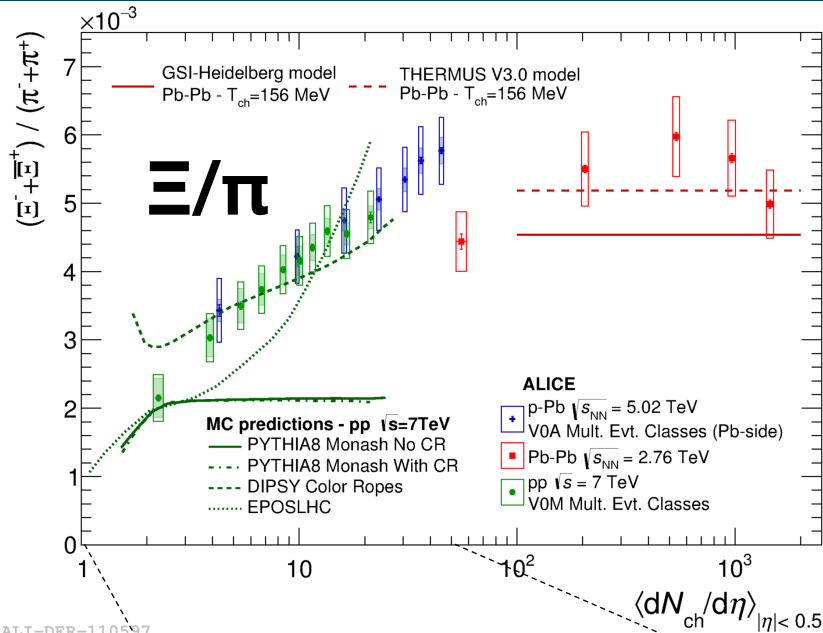 ×10⁻³
(Ξ⁻+Ξ̅⁺) / (π⁻+π⁺)
7
6
5
4
3
2
1
0
GSI-Heidelberg model
Pb-Pb - T_ch=156 MeV
THERMUS V3.0 model
Pb-Pb - T_ch=156 MeV
Ξ/π
MC predictions - pp √s=7TeV
PYTHIA8 Monash No CR
PYTHIA8 Monash With CR
DIPSY Color Ropes
EPOSLHC
ALICE
p-Pb √s_NN = 5.02 TeV
V0A Mult. Evt. Classes (Pb-side)
Pb-Pb √s_NN = 2.76 TeV
pp √s = 7 TeV
V0M Mult. Evt. Classes
1 10 10² 10³
⟨dN_ch/dη⟩_|η|< 0.5
ALI-DER-110597